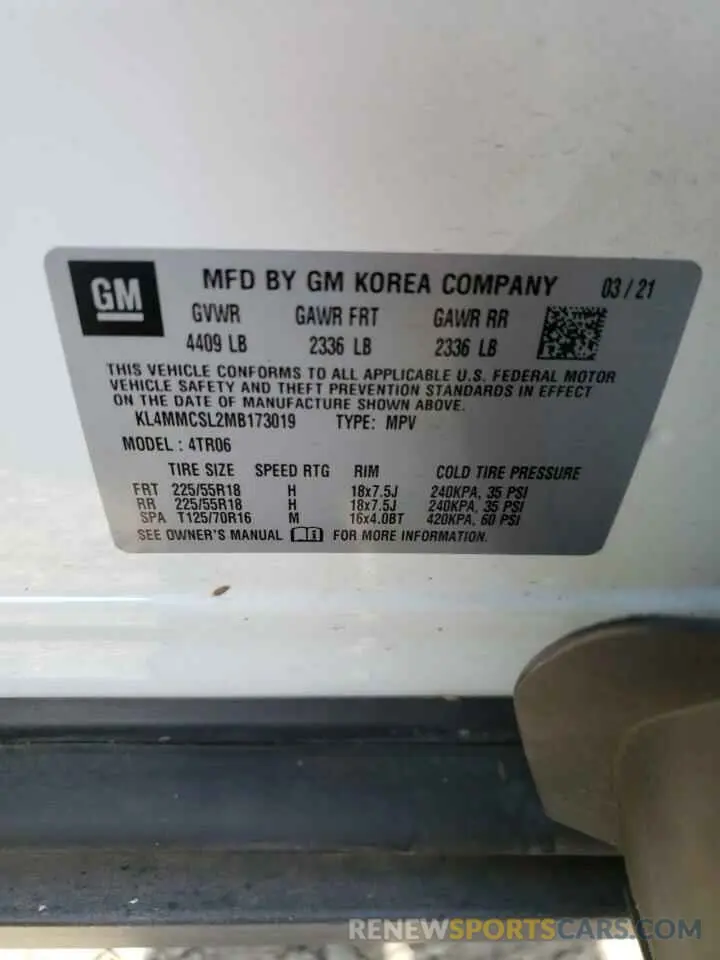 GM
MFD BY GM KOREA COMPANY 03/21
GVWR GAWR FRT GAWR RR
4409 LB 2336 LB 2336 LB
THIS VEHICLE CONFORMS TO ALL APPLICABLE U.S. FEDERAL MOTOR
VEHICLE SAFETY AND THEFT PREVENTION STANDARDS IN EFFECT
ON THE DATE OF MANUFACTURE SHOWN ABOVE.
KL4MMCSL2MB173019 TYPE: MPV
MODEL : 4TR06
TIRE SIZE SPEED RTG RIM COLD TIRE PRESSURE
FRT 225/55R18 H 18x7.5J 240KPA, 35 PSI
RR 225/55R18 H 18x7.5J 240KPA, 35 PSI
SPA T125/70R16 M 16x4.0BT 420KPA, 60 PSI
SEE OWNER'S MANUAL FOR MORE INFORMATION.
RENEWSPORTSCARS.COM